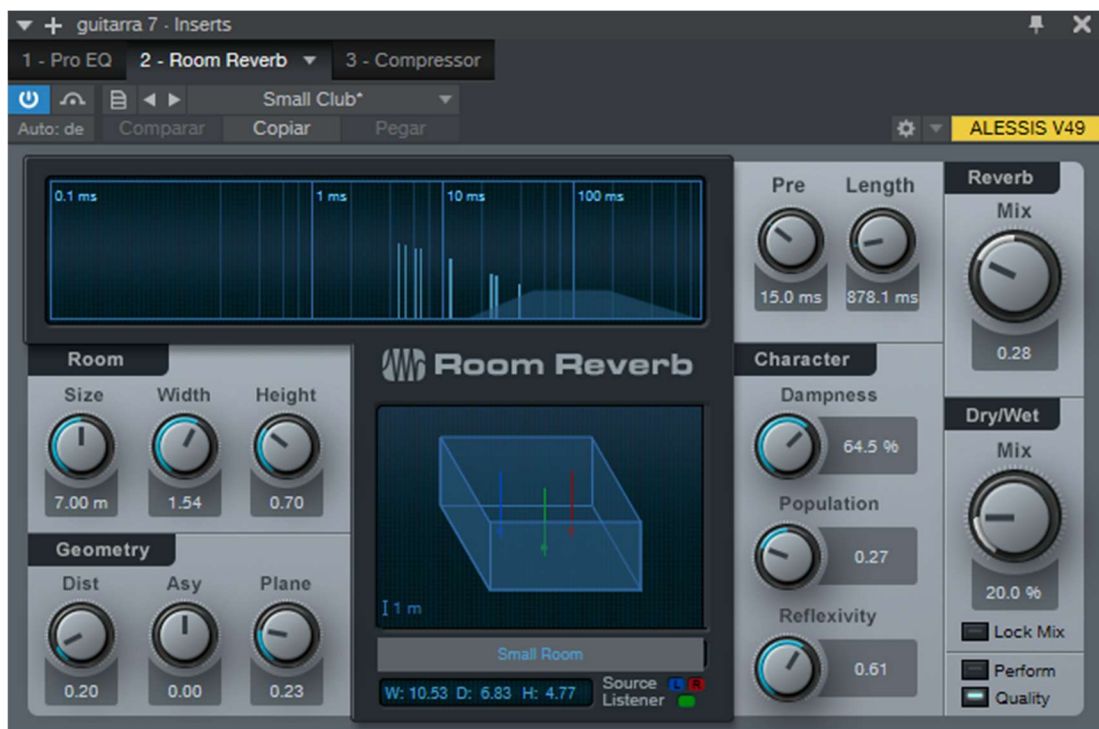 guitarra 7 - Inserts
1 - Pro EQ 2 - Room Reverb 3 - Compressor
Small Club*
Auto: de Comparar Copiar Pegar ALESSIS V49
0.1 ms 1 ms 10 ms 100 ms
Pre Length
15.0 ms 878.1 ms
Reverb
Mix
0.28
Room
Size Width Height
7.00 m 1.54 0.70
Room Reverb
Character
Dampness
64.5 %
Population
0.27
Reflexivity
0.61
Dry/Wet
Mix
20.0 %
Lock Mix
Perform
Quality
Geometry
Dist Asy Plane
0.20 0.00 0.23
1 m
Small Room
W: 10.53 D: 6.83 H: 4.77
Source L R
Listener